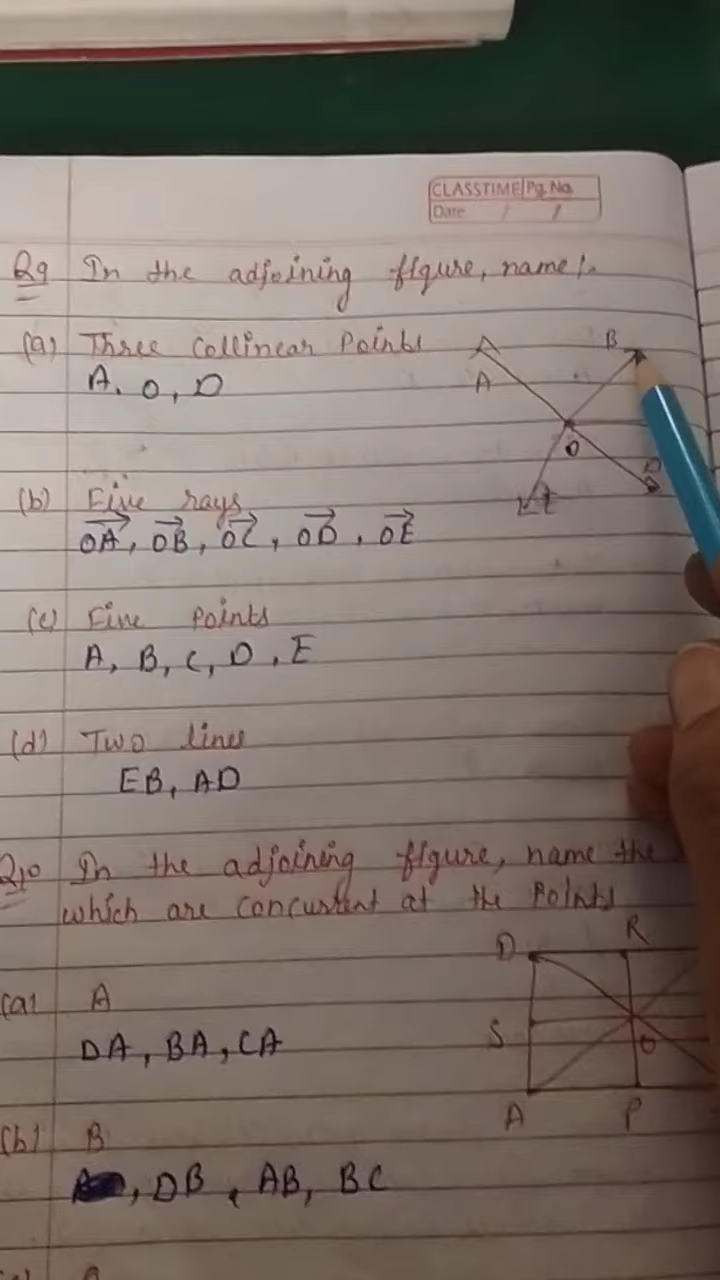 CLASSTIME Pg. No.
Date / /
Q9 In the adjoining figure, name :-
(a) Three Collinear Points
A, O, D
A
B
O
D
E
(b) Five rays
OA, OB, OC, OD, OE
(c) Five Points
A, B, C, D, E
(d) Two lines
EB, AD
Q10 In the adjoining figure, name the
which are concurrent at the Points
D R
S O
A P
(a) A
DA, BA, CA
(b) B
, DB, AB, BC